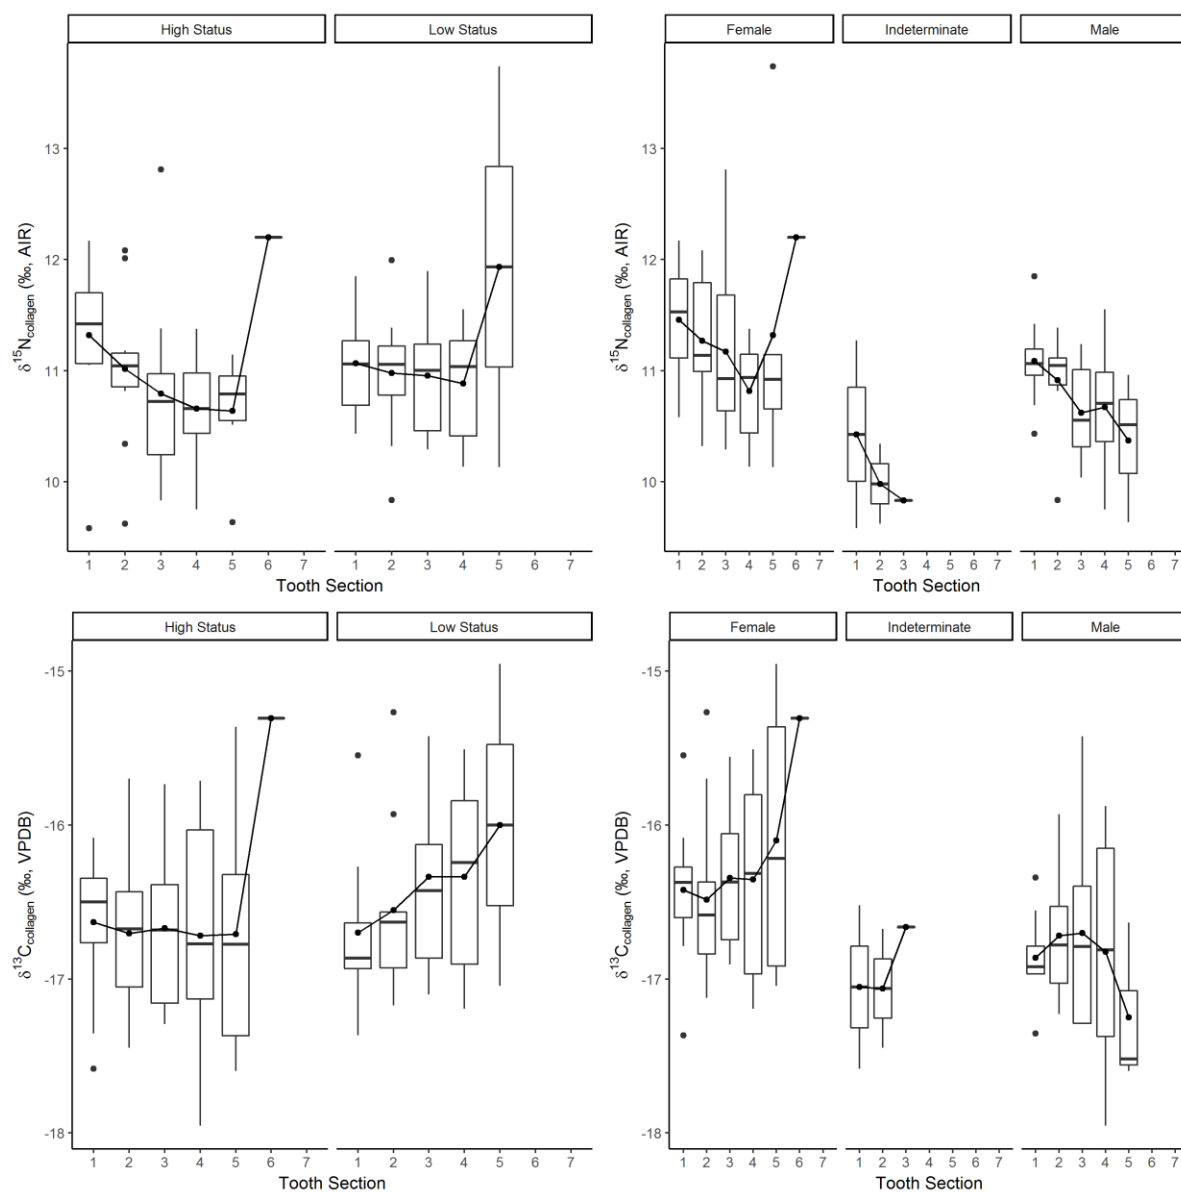 High Status Low Status
13
12
11
10
δ15Ncollagen (‰, AIR)
1 2 3 4 5 6 7 1 2 3 4 5 6 7
Tooth Section
Female Indeterminate Male
13
12
11
10
δ15Ncollagen (‰, AIR)
1 2 3 4 5 6 7 1 2 3 4 5 6 7 1 2 3 4 5 6 7
Tooth Section
High Status Low Status
-15
-16
-17
-18
δ13Ccollagen (‰, VPDB)
1 2 3 4 5 6 7 1 2 3 4 5 6 7
Tooth Section
Female Indeterminate Male
-15
-16
-17
-18
δ13Ccollagen (‰, VPDB)
1 2 3 4 5 6 7 1 2 3 4 5 6 7 1 2 3 4 5 6 7
Tooth Section